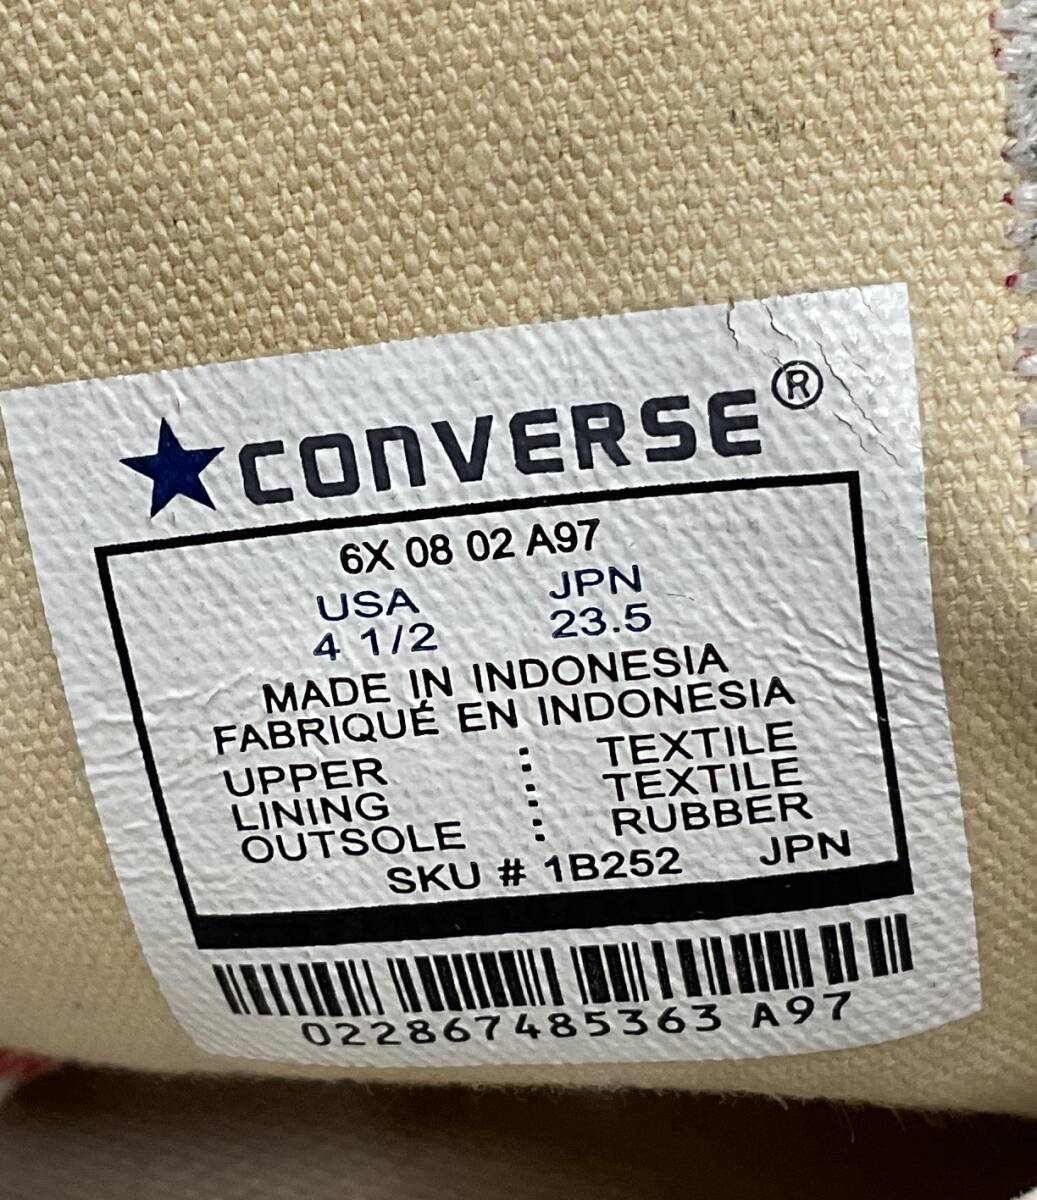 CONVERSE®
6X 08 02 A97
USA JPN
4 1/2 23.5
MADE IN INDONESIA
FABRIQUÉ EN INDONESIA
UPPER : TEXTILE
LINING : TEXTILE
OUTSOLE : RUBBER
SKU # 1B252 JPN
022867485363 A97